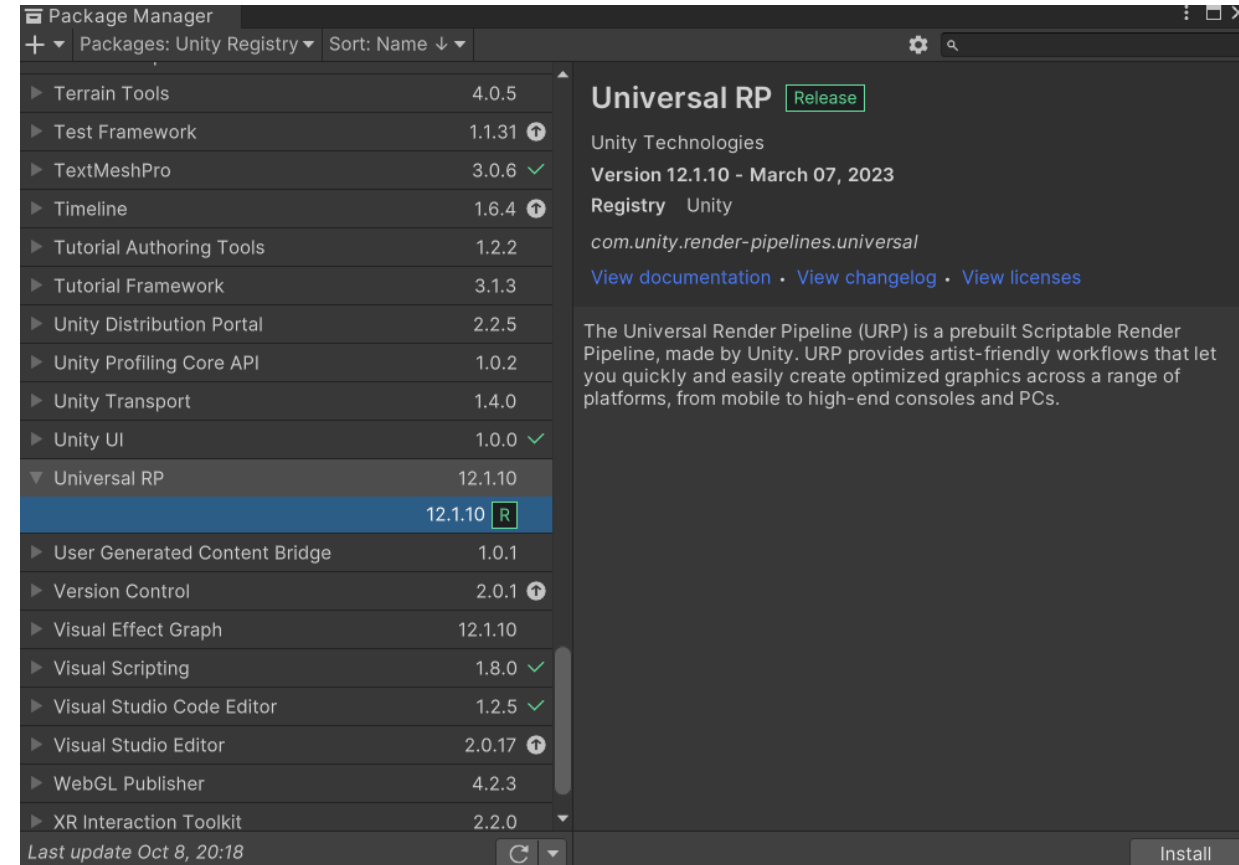 Package Manager
Packages: Unity Registry Sort: Name ↓
Terrain Tools 4.0.5
Test Framework 1.1.31
TextMeshPro 3.0.6
Timeline 1.6.4
Tutorial Authoring Tools 1.2.2
Tutorial Framework 3.1.3
Unity Distribution Portal 2.2.5
Unity Profiling Core API 1.0.2
Unity Transport 1.4.0
Unity UI 1.0.0
Universal RP 12.1.10
12.1.10 R
User Generated Content Bridge 1.0.1
Version Control 2.0.1
Visual Effect Graph 12.1.10
Visual Scripting 1.8.0
Visual Studio Code Editor 1.2.5
Visual Studio Editor 2.0.17
WebGL Publisher 4.2.3
XR Interaction Toolkit 2.2.0
Last update Oct 8, 20:18
Universal RP Release
Unity Technologies
Version 12.1.10 - March 07, 2023
Registry Unity
com.unity.render-pipelines.universal
View documentation • View changelog • View licenses
The Universal Render Pipeline (URP) is a prebuilt Scriptable Render
Pipeline, made by Unity. URP provides artist-friendly workflows that let
you quickly and easily create optimized graphics across a range of
platforms, from mobile to high-end consoles and PCs.
Install